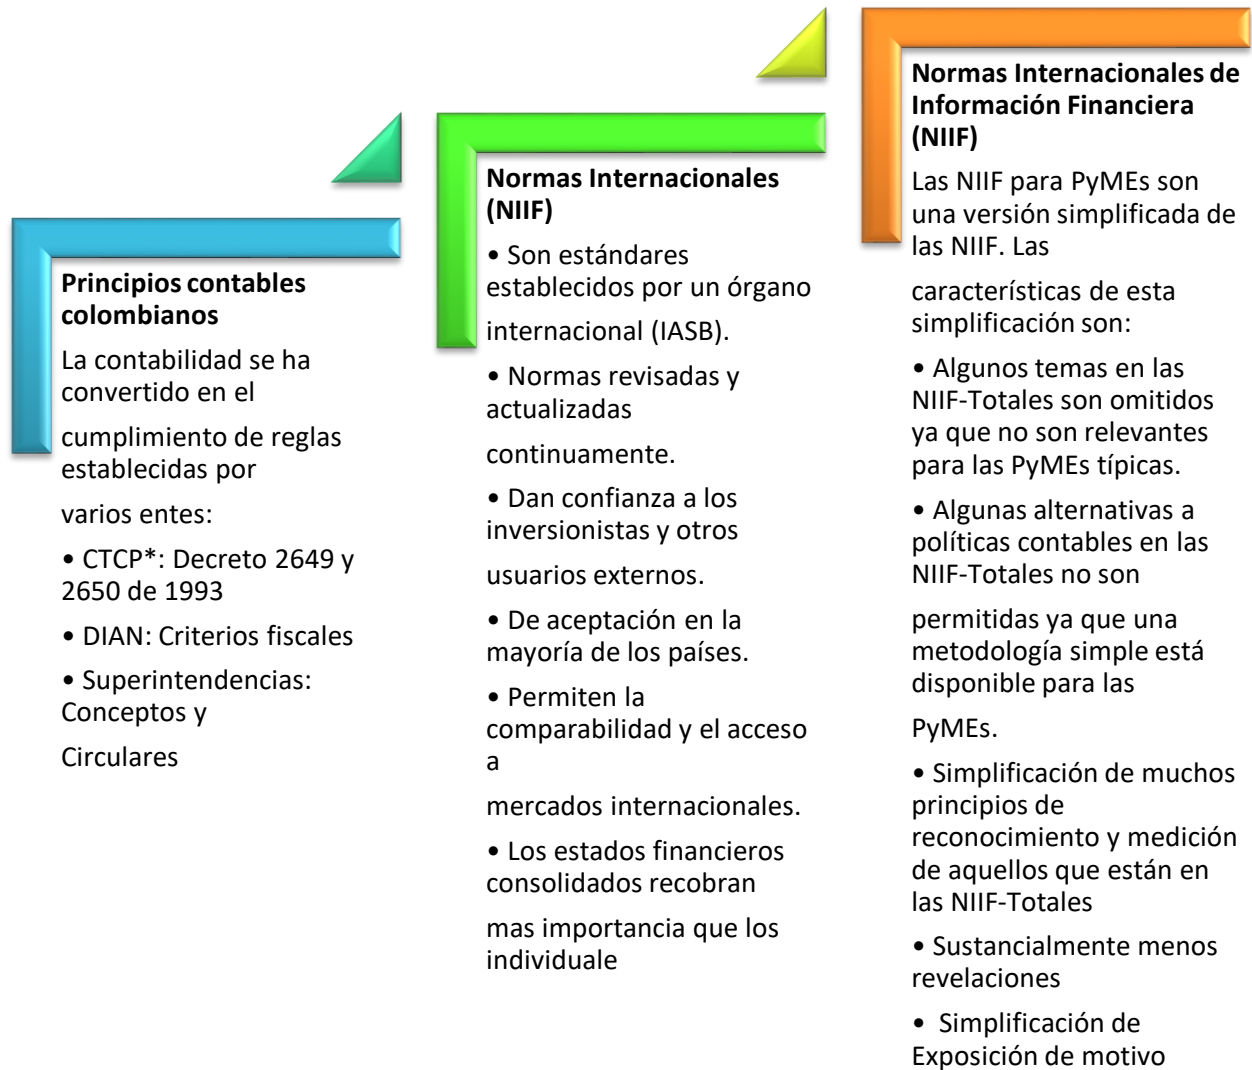 Principios contables
colombianos
La contabilidad se ha
convertido en el
cumplimiento de reglas
establecidas por
varios entes:
• CTCP*: Decreto 2649 y
2650 de 1993
• DIAN: Criterios fiscales
• Superintendencias:
Conceptos y
Circulares
Normas Internacionales
(NIIF)
• Son estándares
establecidos por un órgano
internacional (IASB).
• Normas revisadas y
actualizadas
continuamente.
• Dan confianza a los
inversionistas y otros
usuarios externos.
• De aceptación en la
mayoría de los países.
• Permiten la
comparabilidad y el acceso
a
mercados internacionales.
• Los estados financieros
consolidados recobran
mas importancia que los
individuale
Normas Internacionales de
Información Financiera
(NIIF)
Las NIIF para PyMEs son
una versión simplificada de
las NIIF. Las
características de esta
simplificación son:
• Algunos temas en las
NIIF-Totales son omitidos
ya que no son relevantes
para las PyMEs típicas.
• Algunas alternativas a
políticas contables en las
NIIF-Totales no son
permitidas ya que una
metodología simple está
disponible para las
PyMEs.
• Simplificación de muchos
principios de
reconocimiento y medición
de aquellos que están en
las NIIF-Totales
• Sustancialmente menos
revelaciones
• Simplificación de
Exposición de motivo